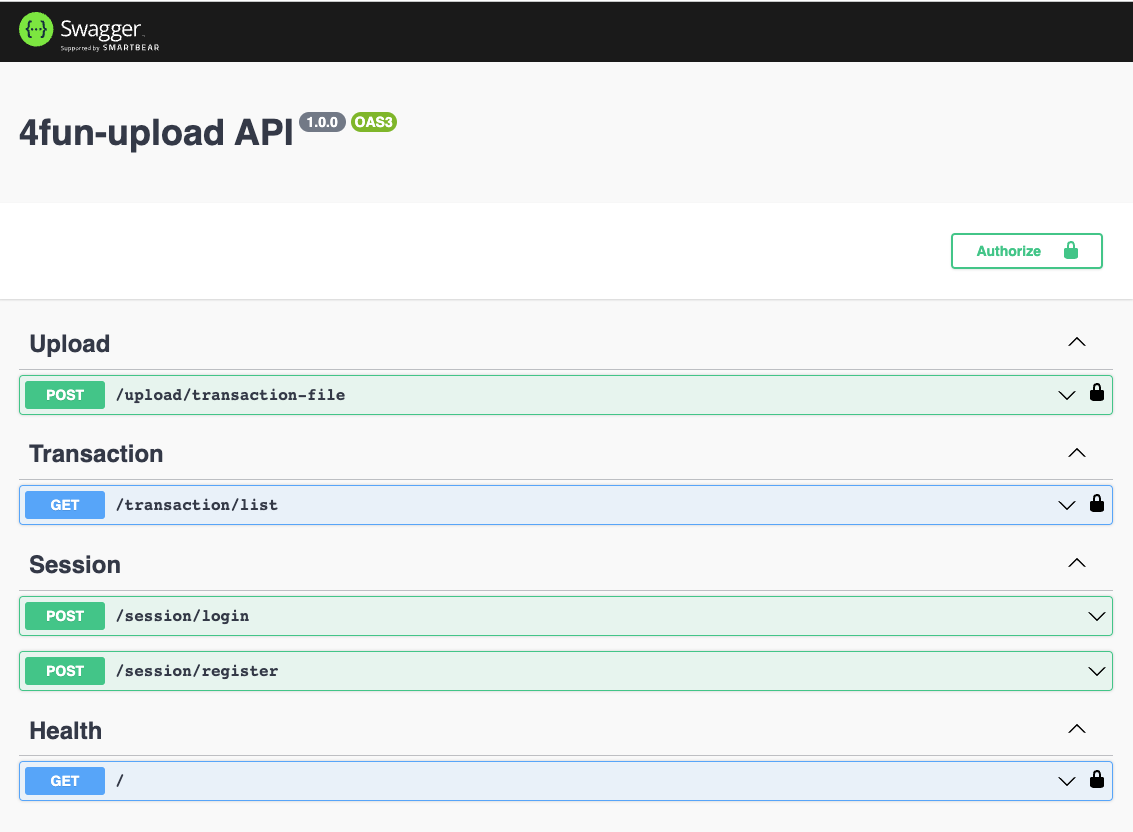 {···} Swagger
Supported by SMARTBEAR
4fun-upload API 1.0.0 OAS3
Authorize
Upload
POST /upload/transaction-file
Transaction
GET /transaction/list
Session
POST /session/login
POST /session/register
Health
GET /